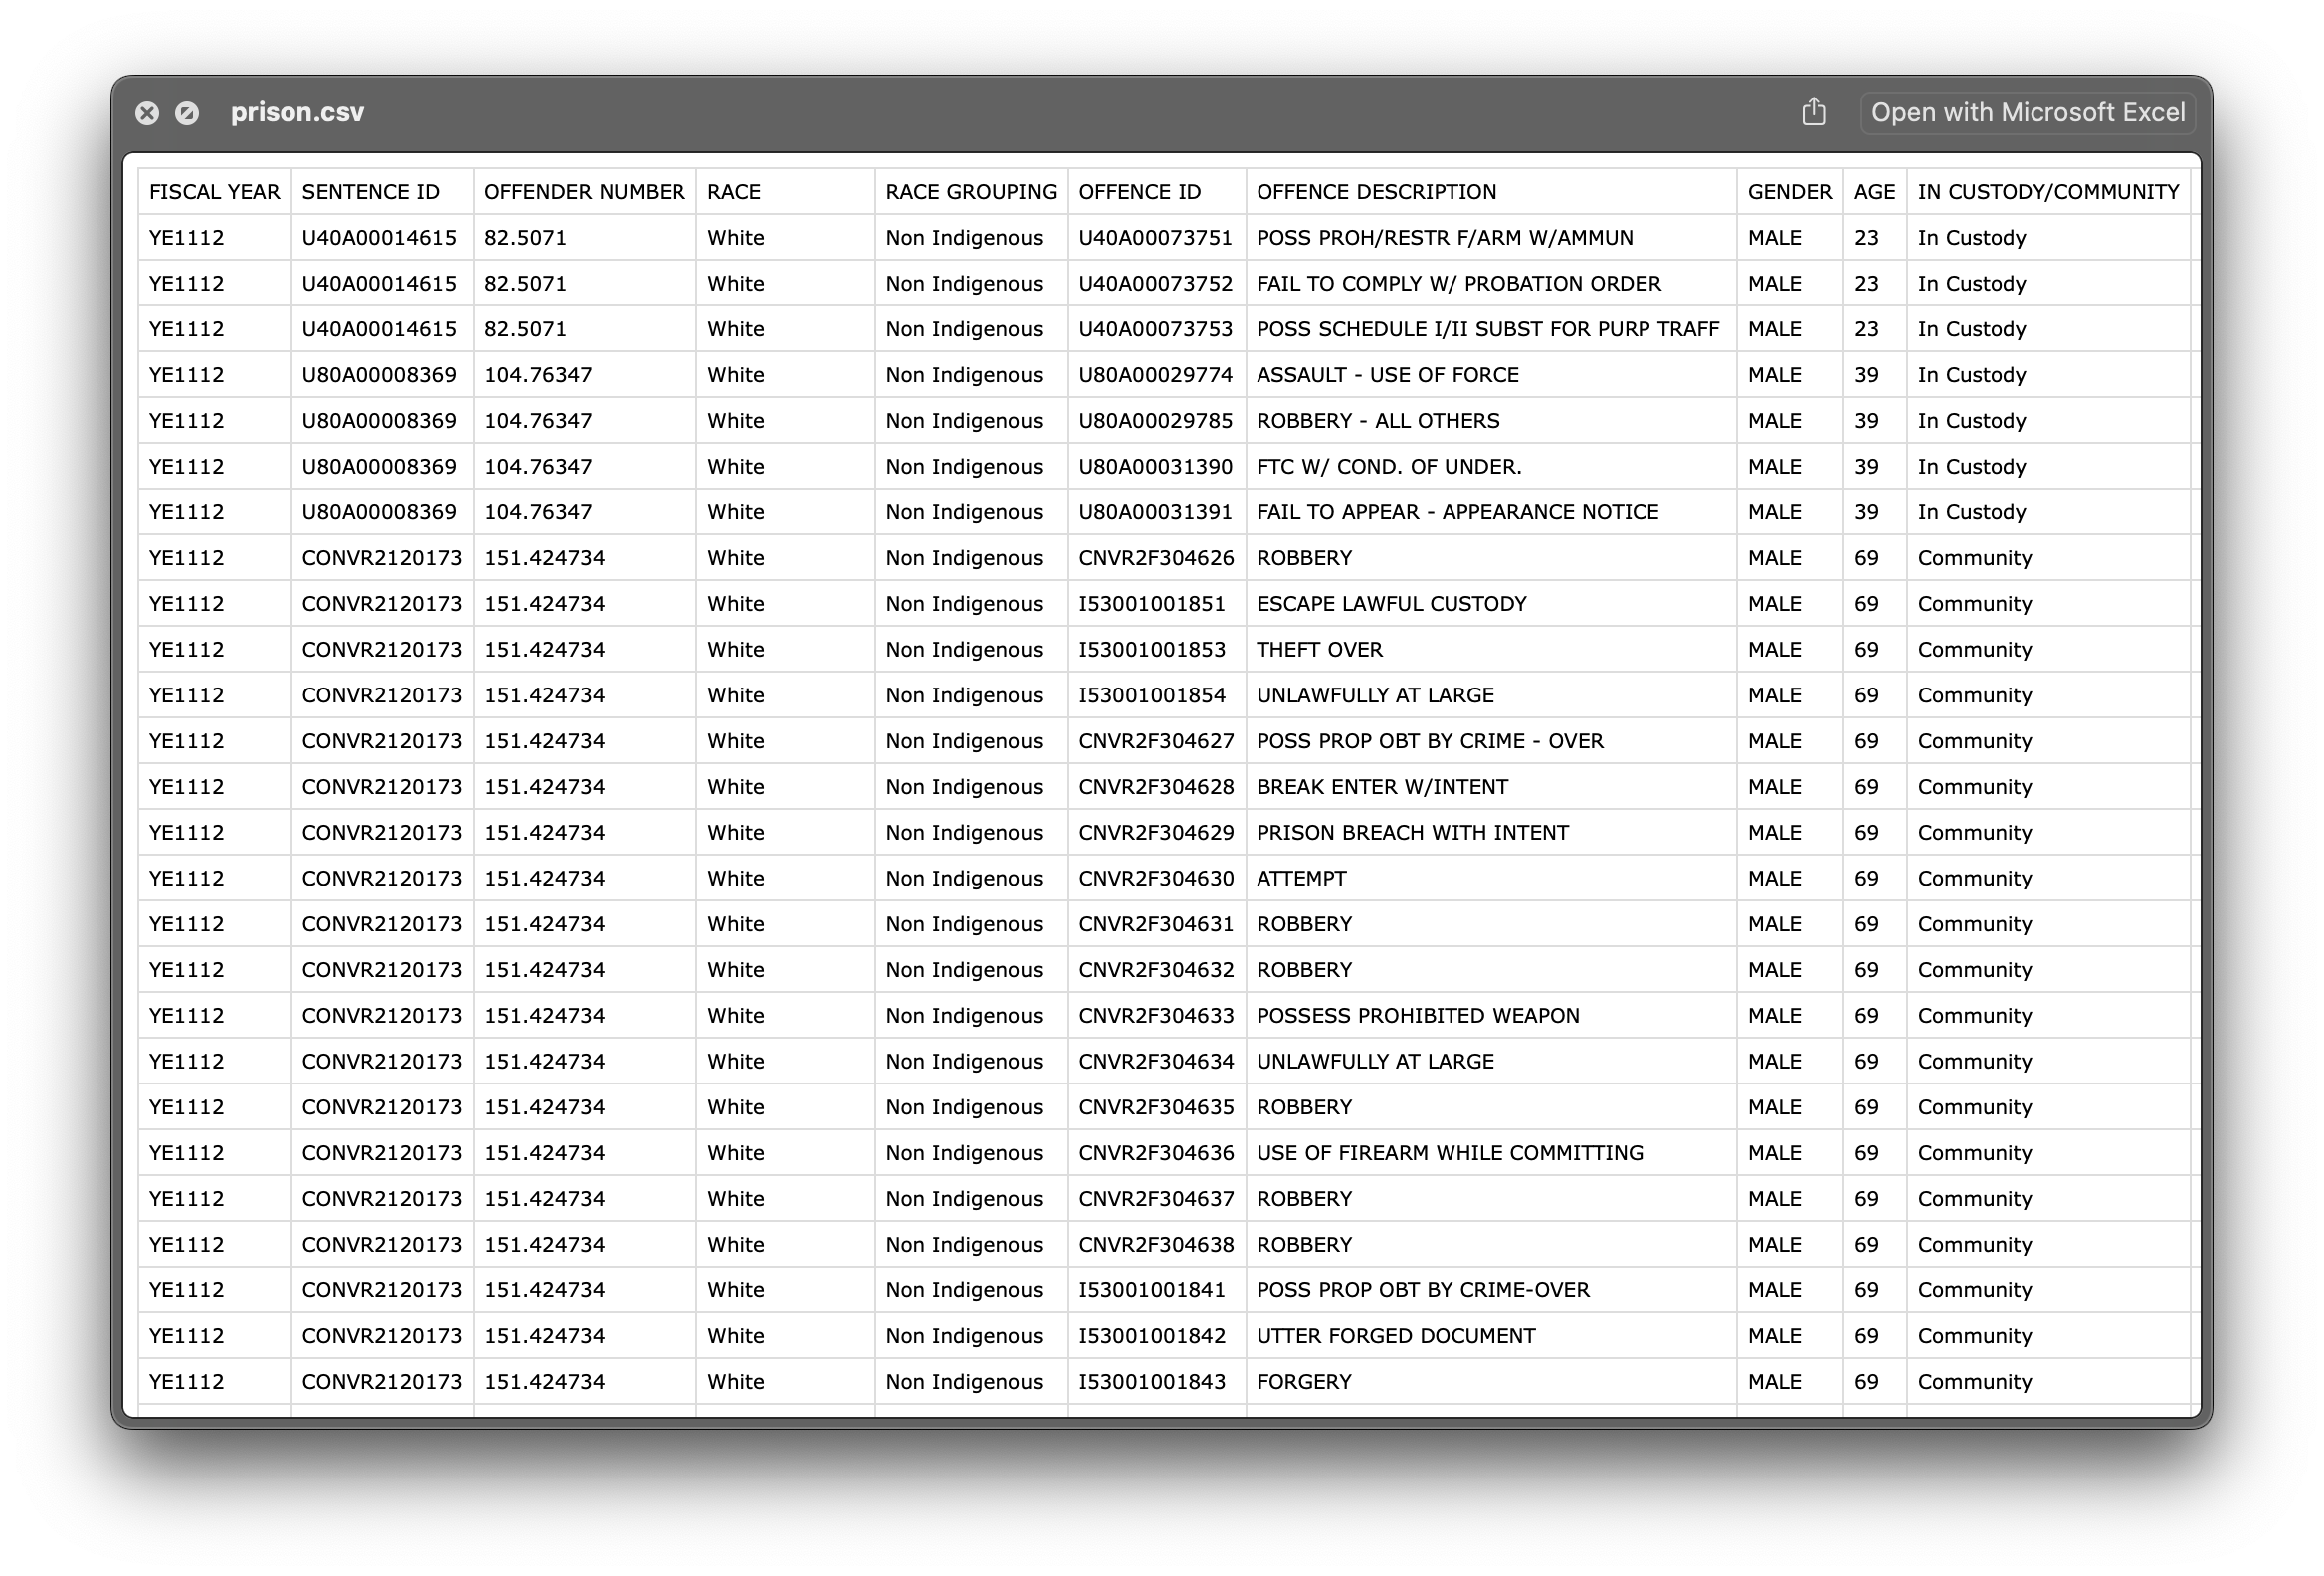 prison.csv Open with Microsoft Excel
FISCAL YEAR SENTENCE ID OFFENDER NUMBER RACE RACE GROUPING OFFENCE ID OFFENCE DESCRIPTION GENDER AGE IN CUSTODY/COMMUNITY
YE1112 U40A00014615 82.5071 White Non Indigenous U40A00073751 POSS PROH/RESTR F/ARM W/AMMUN MALE 23 In Custody
YE1112 U40A00014615 82.5071 White Non Indigenous U40A00073752 FAIL TO COMPLY W/ PROBATION ORDER MALE 23 In Custody
YE1112 U40A00014615 82.5071 White Non Indigenous U40A00073753 POSS SCHEDULE I/II SUBST FOR PURP TRAFF MALE 23 In Custody
YE1112 U80A00008369 104.76347 White Non Indigenous U80A00029774 ASSAULT - USE OF FORCE MALE 39 In Custody
YE1112 U80A00008369 104.76347 White Non Indigenous U80A00029785 ROBBERY - ALL OTHERS MALE 39 In Custody
YE1112 U80A00008369 104.76347 White Non Indigenous U80A00031390 FTC W/ COND. OF UNDER. MALE 39 In Custody
YE1112 U80A00008369 104.76347 White Non Indigenous U80A00031391 FAIL TO APPEAR - APPEARANCE NOTICE MALE 39 In Custody
YE1112 CONVR2120173 151.424734 White Non Indigenous CNVR2F304626 ROBBERY MALE 69 Community
YE1112 CONVR2120173 151.424734 White Non Indigenous I53001001851 ESCAPE LAWFUL CUSTODY MALE 69 Community
YE1112 CONVR2120173 151.424734 White Non Indigenous I53001001853 THEFT OVER MALE 69 Community
YE1112 CONVR2120173 151.424734 White Non Indigenous I53001001854 UNLAWFULLY AT LARGE MALE 69 Community
YE1112 CONVR2120173 151.424734 White Non Indigenous CNVR2F304627 POSS PROP OBT BY CRIME - OVER MALE 69 Community
YE1112 CONVR2120173 151.424734 White Non Indigenous CNVR2F304628 BREAK ENTER W/INTENT MALE 69 Community
YE1112 CONVR2120173 151.424734 White Non Indigenous CNVR2F304629 PRISON BREACH WITH INTENT MALE 69 Community
YE1112 CONVR2120173 151.424734 White Non Indigenous CNVR2F304630 ATTEMPT MALE 69 Community
YE1112 CONVR2120173 151.424734 White Non Indigenous CNVR2F304631 ROBBERY MALE 69 Community
YE1112 CONVR2120173 151.424734 White Non Indigenous CNVR2F304632 ROBBERY MALE 69 Community
YE1112 CONVR2120173 151.424734 White Non Indigenous CNVR2F304633 POSSESS PROHIBITED WEAPON MALE 69 Community
YE1112 CONVR2120173 151.424734 White Non Indigenous CNVR2F304634 UNLAWFULLY AT LARGE MALE 69 Community
YE1112 CONVR2120173 151.424734 White Non Indigenous CNVR2F304635 ROBBERY MALE 69 Community
YE1112 CONVR2120173 151.424734 White Non Indigenous CNVR2F304636 USE OF FIREARM WHILE COMMITTING MALE 69 Community
YE1112 CONVR2120173 151.424734 White Non Indigenous CNVR2F304637 ROBBERY MALE 69 Community
YE1112 CONVR2120173 151.424734 White Non Indigenous CNVR2F304638 ROBBERY MALE 69 Community
YE1112 CONVR2120173 151.424734 White Non Indigenous I53001001841 POSS PROP OBT BY CRIME-OVER MALE 69 Community
YE1112 CONVR2120173 151.424734 White Non Indigenous I53001001842 UTTER FORGED DOCUMENT MALE 69 Community
YE1112 CONVR2120173 151.424734 White Non Indigenous I53001001843 FORGERY MALE 69 Community